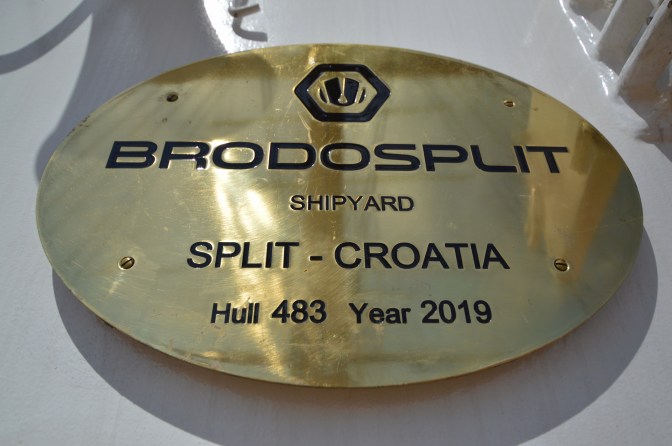 BRODOSPLIT
SHIPYARD
SPLIT - CROATIA
Hull 483 Year 2019